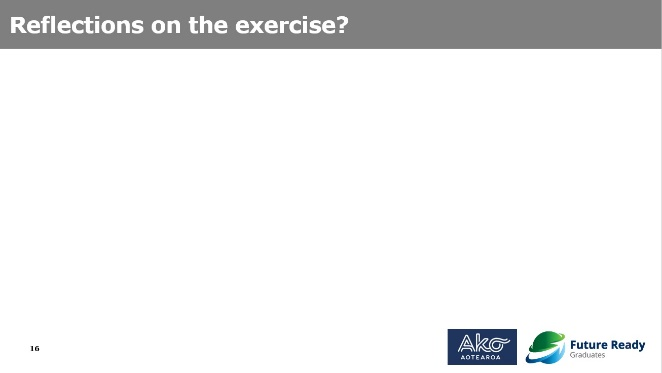 Reflections on the exercise?
16
Ako
AOTEAROA
Future Ready
Graduates